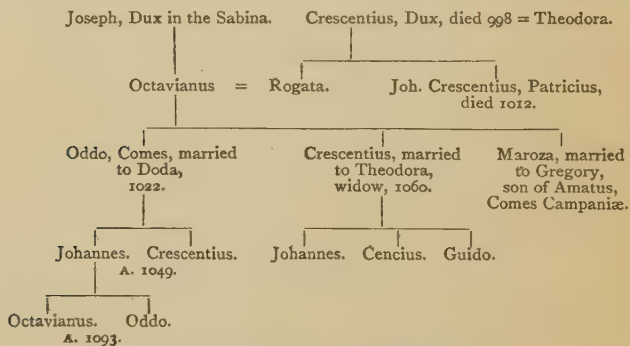 Joseph, Dux in the Sabina. Crescentius, Dux, died 998 = Theodora.
Octavianus = Rogata. Joh. Crescentius, Patricius,
died 1012.
Oddo, Comes, married
to Doda,
1022.
Crescentius, married
to Theodora,
widow, 1060.
Maroza, married
to Gregory,
son of Amatus,
Comes Campaniæ.
Johannes. Crescentius.
A. 1049.
Johannes. Cencius. Guido.
Octavianus. Oddo.
A. 1093.